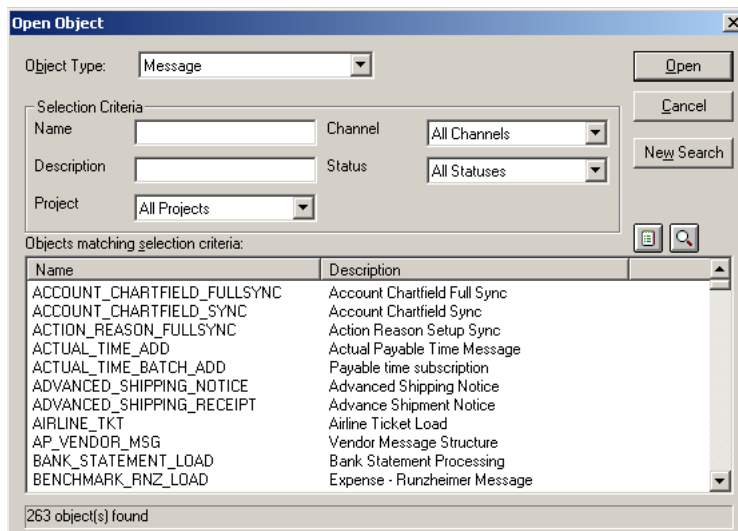 Open Object
Object Type: Message Open
Selection Criteria Cancel
Name Channel All Channels
New Search
Description Status All Statuses
Project All Projects
Objects matching selection criteria:
Name Description
ACCOUNT_CHARTFIELD_FULLSYNC Account Chartfield Full Sync
ACCOUNT_CHARTFIELD_SYNC Account Chartfield Sync
ACTION_REASON_FULLSYNC Action Reason Setup Sync
ACTUAL_TIME_ADD Actual Payable Time Message
ACTUAL_TIME_BATCH_ADD Payable time subscription
ADVANCED_SHIPPING_NOTICE Advanced Shipping Notice
ADVANCED_SHIPPING_RECEIPT Advance Shipment Notice
AIRLINE_TKT Airline Ticket Load
AP_VENDOR_MSG Vendor Message Structure
BANK_STATEMENT_LOAD Bank Statement Processing
BENCHMARK_RNZ_LOAD Expense - Runzheimer Message
263 object(s) found